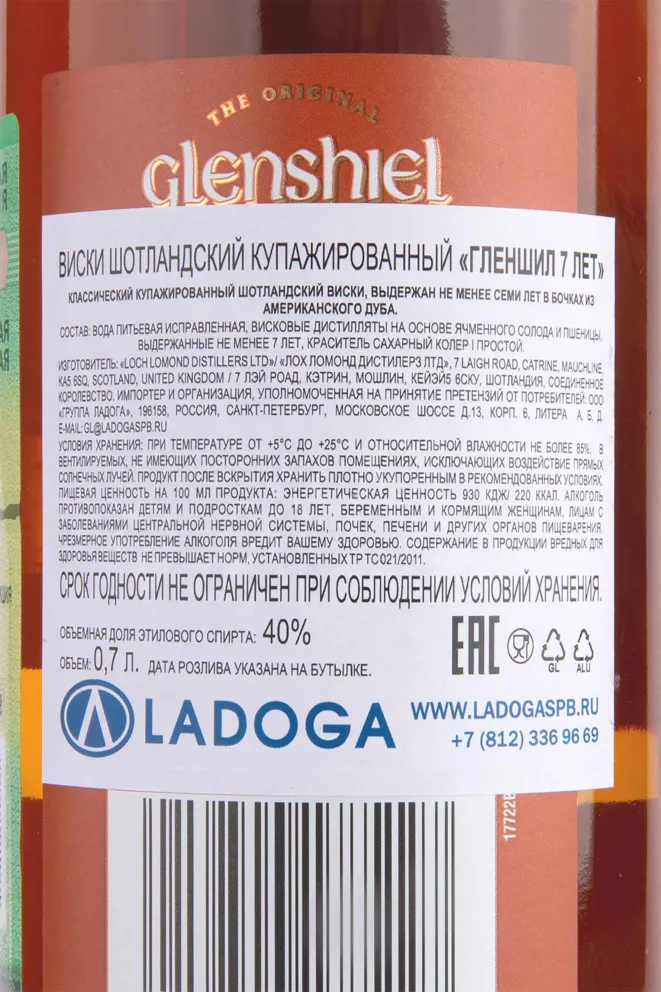 THE ORIGINAL
GLENSHIEL
ВИСКИ ШОТЛАНДСКИЙ КУПАЖИРОВАННЫЙ «ГЛЕНШИЛ 7 ЛЕТ»
КЛАССИЧЕСКИЙ КУПАЖИРОВАННЫЙ ШОТЛАНДСКИЙ ВИСКИ, ВЫДЕРЖАН НЕ МЕНЕЕ СЕМИ ЛЕТ В БОЧКАХ ИЗ
АМЕРИКАНСКОГО ДУБА.
СОСТАВ: ВОДА ПИТЬЕВАЯ ИСПРАВЛЕННАЯ, ВИСКОВЫЕ ДИСТИЛЛЯТЫ НА ОСНОВЕ ЯЧМЕННОГО СОЛОДА И ПШЕНИЦЫ,
ВЫДЕРЖАННЫЕ НЕ МЕНЕЕ 7 ЛЕТ, КРАСИТЕЛЬ САХАРНЫЙ КОЛЕР I ПРОСТОЙ.
ИЗГОТОВИТЕЛЬ: «LOCH LOMOND DISTILLERS LTD»/ «ЛОХ ЛОМОНД ДИСТИЛЕРЗ ЛТД», 7 LAIGH ROAD, CATRINE, MAUCHLINE,
KA5 6SQ, SCOTLAND, UNITED KINGDOM / 7 ЛЭЙ РОАД, КЭТРИН, МОШЛИН, КЕЙЭЙ5 6СКУ, ШОТЛАНДИЯ, СОЕДИНЕННОЕ
КОРОЛЕВСТВО. ИМПОРТЕР И ОРГАНИЗАЦИЯ, УПОЛНОМОЧЕННАЯ НА ПРИНЯТИЕ ПРЕТЕНЗИЙ ОТ ПОТРЕБИТЕЛЕЙ: ООО
«ГРУППА ЛАДОГА», 196158, РОССИЯ, САНКТ-ПЕТЕРБУРГ, МОСКОВСКОЕ ШОССЕ Д.13, КОРП. 6, ЛИТЕРА А, Б, Д.
E-MAIL: GL@LADOGASPB.RU
УСЛОВИЯ ХРАНЕНИЯ: ПРИ ТЕМПЕРАТУРЕ ОТ +5°С ДО +25°С И ОТНОСИТЕЛЬНОЙ ВЛАЖНОСТИ НЕ БОЛЕЕ 85%, В
ВЕНТИЛИРУЕМЫХ, НЕ ИМЕЮЩИХ ПОСТОРОННИХ ЗАПАХОВ ПОМЕЩЕНИЯХ, ИСКЛЮЧАЮЩИХ ВОЗДЕЙСТВИЕ ПРЯМЫХ
СОЛНЕЧНЫХ ЛУЧЕЙ. ПРОДУКТ ПОСЛЕ ВСКРЫТИЯ ХРАНИТЬ ПЛОТНО УКУПОРЕННЫМ В РЕКОМЕНДОВАННЫХ УСЛОВИЯХ.
ПИЩЕВАЯ ЦЕННОСТЬ НА 100 МЛ ПРОДУКТА: ЭНЕРГЕТИЧЕСКАЯ ЦЕННОСТЬ 930 КДЖ/ 220 ККАЛ. АЛКОГОЛЬ
ПРОТИВОПОКАЗАН ДЕТЯМ И ПОДРОСТКАМ ДО 18 ЛЕТ, БЕРЕМЕННЫМ И КОРМЯЩИМ ЖЕНЩИНАМ, ЛИЦАМ С
ЗАБОЛЕВАНИЯМИ ЦЕНТРАЛЬНОЙ НЕРВНОЙ СИСТЕМЫ, ПОЧЕК, ПЕЧЕНИ И ДРУГИХ ОРГАНОВ ПИЩЕВАРЕНИЯ.
ЧРЕЗМЕРНОЕ УПОТРЕБЛЕНИЕ АЛКОГОЛЯ ВРЕДИТ ВАШЕМУ ЗДОРОВЬЮ. СОДЕРЖАНИЕ В ПРОДУКЦИИ ВРЕДНЫХ ДЛЯ
ЗДОРОВЬЯ ВЕЩЕСТВ НЕ ПРЕВЫШАЕТ НОРМ, УСТАНОВЛЕННЫХ ТР ТС 021/2011.
СРОК ГОДНОСТИ НЕ ОГРАНИЧЕН ПРИ СОБЛЮДЕНИИ УСЛОВИЙ ХРАНЕНИЯ.
ОБЪЕМНАЯ ДОЛЯ ЭТИЛОВОГО СПИРТА: 40%
ОБЪЕМ: 0,7 Л. ДАТА РОЗЛИВА УКАЗАНА НА БУТЫЛКЕ.
EAC
GL ALU
LADOGA
WWW.LADOGASPB.RU
+7 (812) 336 96 69
17722